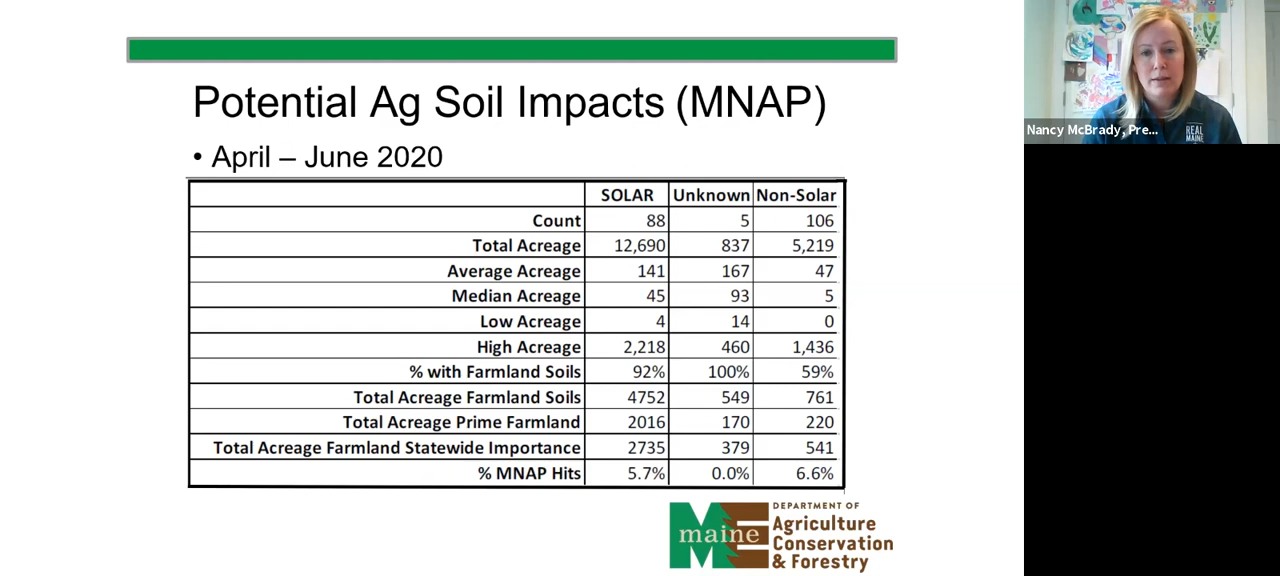 Potential Ag Soil Impacts (MNAP)
• April – June 2020
SOLAR Unknown Non-Solar
Count 88 5 106
Total Acreage 12,690 837 5,219
Average Acreage 141 167 47
Median Acreage 45 93 5
Low Acreage 4 14 0
High Acreage 2,218 460 1,436
% with Farmland Soils 92% 100% 59%
Total Acreage Farmland Soils 4752 549 761
Total Acreage Prime Farmland 2016 170 220
Total Acreage Farmland Statewide Importance 2735 379 541
% MNAP Hits 5.7% 0.0% 6.6%
maine
DEPARTMENT OF
Agriculture
Conservation
& Forestry
Nancy McBrady, Pre...
REAL
MAINE